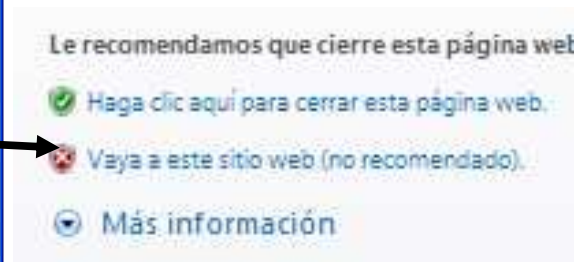 Le recomendamos que cierre esta página web
Haga clic aquí para cerrar esta página web.
Vaya a este sitio web (no recomendado).
Más información